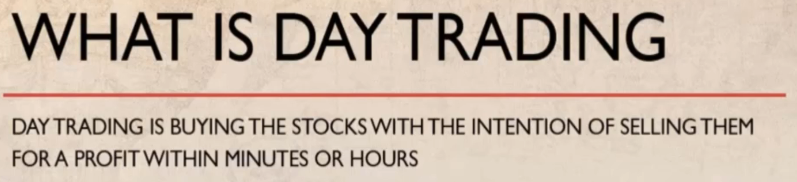 WHAT IS DAY TRADING
DAY TRADING IS BUYING THE STOCKS WITH THE INTENTION OF SELLING THEM
FOR A PROFIT WITHIN MINUTES OR HOURS